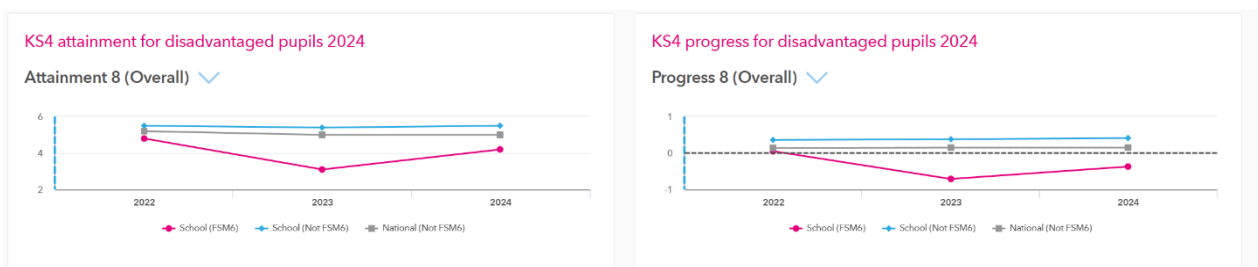 KS4 attainment for disadvantaged pupils 2024
Attainment 8 (Overall)
6
4
2
2022 2023 2024
School (FSM6) School (Not FSM6) National (Not FSM6)
KS4 progress for disadvantaged pupils 2024
Progress 8 (Overall)
1
0
-1
2022 2023 2024
School (FSM6) School (Not FSM6) National (Not FSM6)